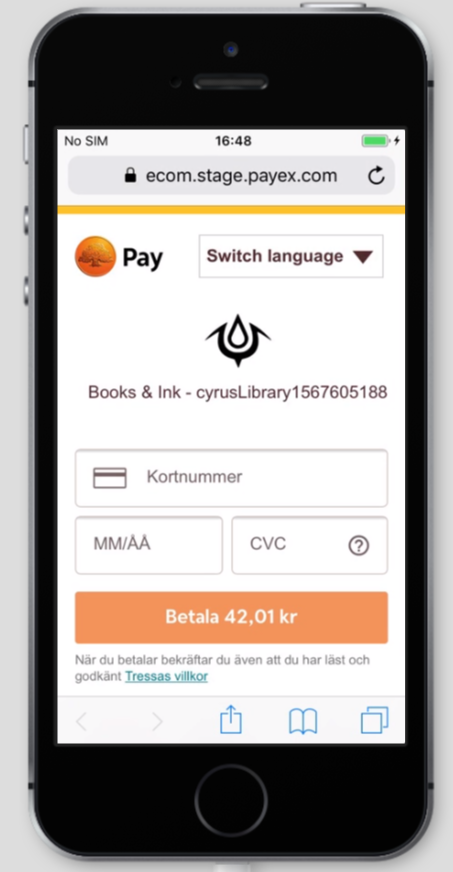 No SIM 16:48
ecom.stage.payex.com
Pay Switch language
Books & Ink - cyrusLibrary1567605188
Kortnummer
MM/ÅÅ CVC ?
Betala 42,01 kr
När du betalar bekräftar du även att du har läst och
godkänt Tressas villkor